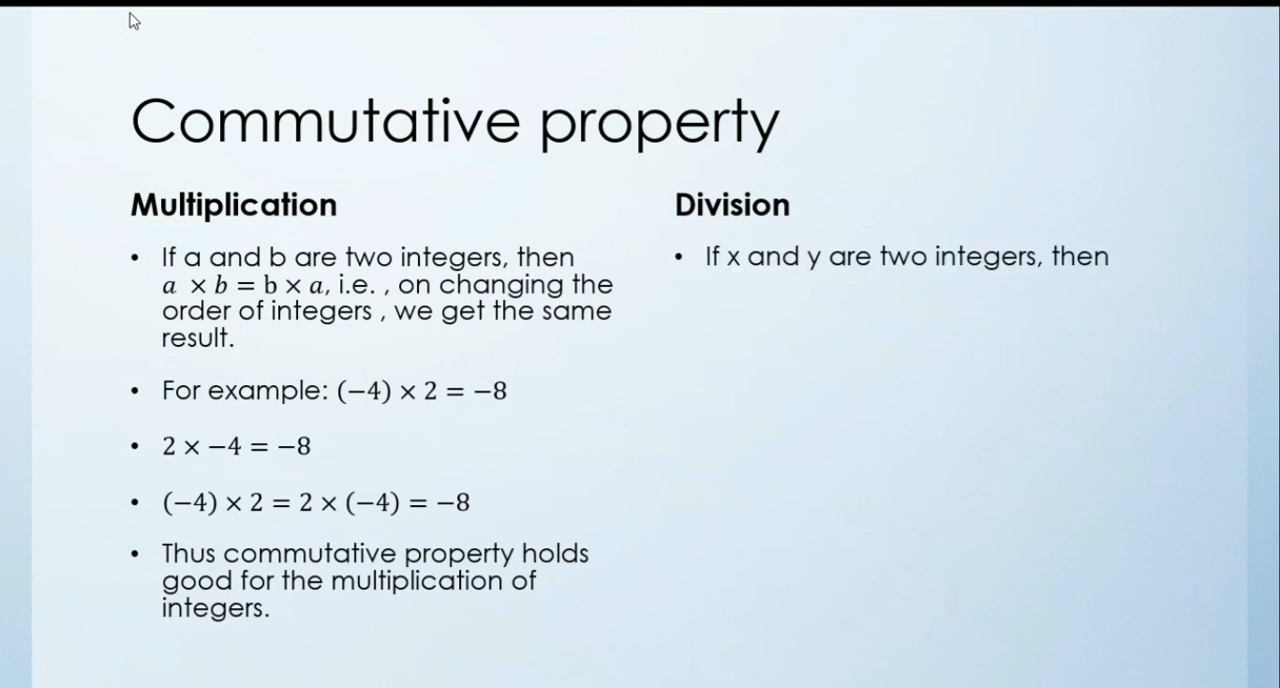 Commutative property
Multiplication
• If a and b are two integers, then
a × b = b × a, i.e. , on changing the
order of integers , we get the same
result.
• For example: (−4) × 2 = −8
• 2 × −4 = −8
• (−4) × 2 = 2 × (−4) = −8
• Thus commutative property holds
good for the multiplication of
integers.
Division
• If x and y are two integers, then